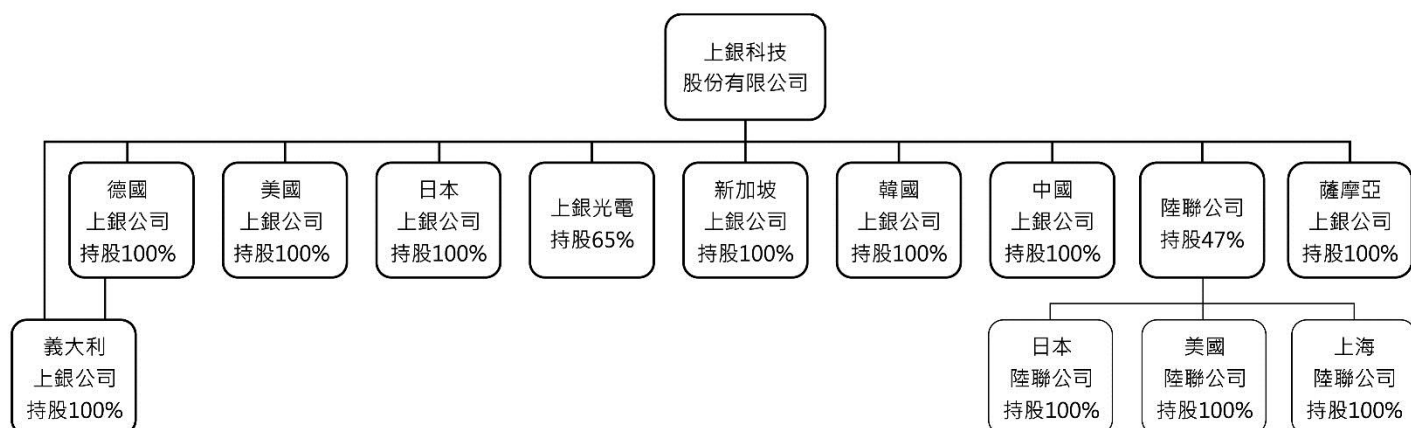 上銀科技
股份有限公司
德國
上銀公司
持股100%
美國
上銀公司
持股100%
日本
上銀公司
持股100%
上銀光電
持股65%
新加坡
上銀公司
持股100%
韓國
上銀公司
持股100%
中國
上銀公司
持股100%
陸聯公司
持股47%
薩摩亞
上銀公司
持股100%
義大利
上銀公司
持股100%
日本
陸聯公司
持股100%
美國
陸聯公司
持股100%
上海
陸聯公司
持股100%